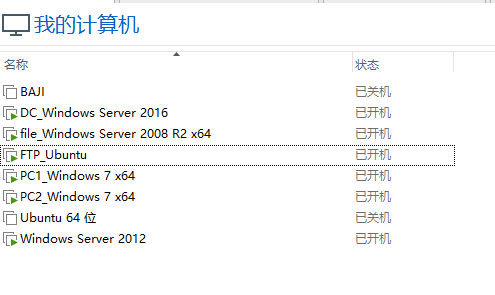 我的计算机
名称 状态
BAJI 已关机
DC_Windows Server 2016 已开机
file_Windows Server 2008 R2 x64 已开机
FTP_Ubuntu 已开机
PC1_Windows 7 x64 已开机
PC2_Windows 7 x64 已开机
Ubuntu 64 位 已关机
Windows Server 2012 已开机